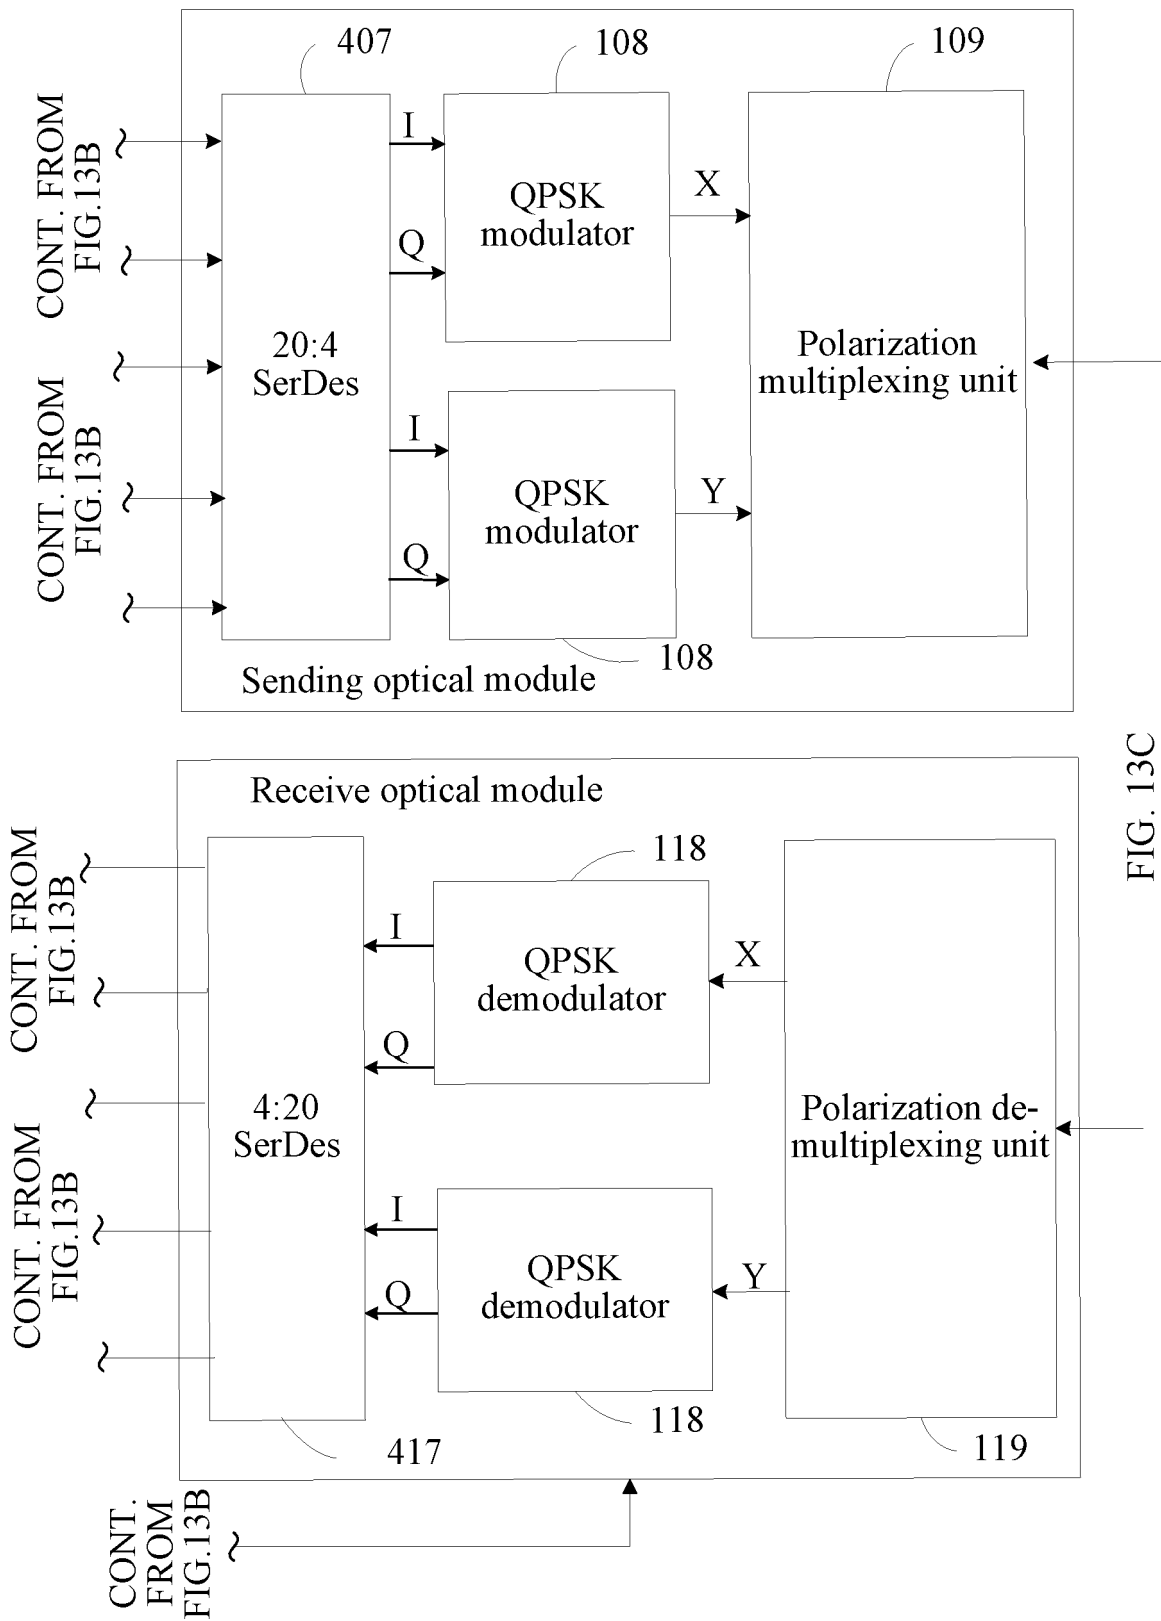 407
108
109
CONT. FROM
FIG.13B
I
QPSK
modulator
X
Q
20:4
SerDes
Polarization
multiplexing unit
CONT. FROM
FIG.13B
I
QPSK
modulator
Y
Q
108
Sending optical module
FIG. 13C
Receive optical module
118
CONT. FROM
FIG.13B
I
QPSK
demodulator
X
Q
4:20
SerDes
Polarization de-
multiplexing unit
CONT. FROM
FIG.13B
I
QPSK
demodulator
Y
Q
118
417
119
CONT.
FROM
FIG.13B